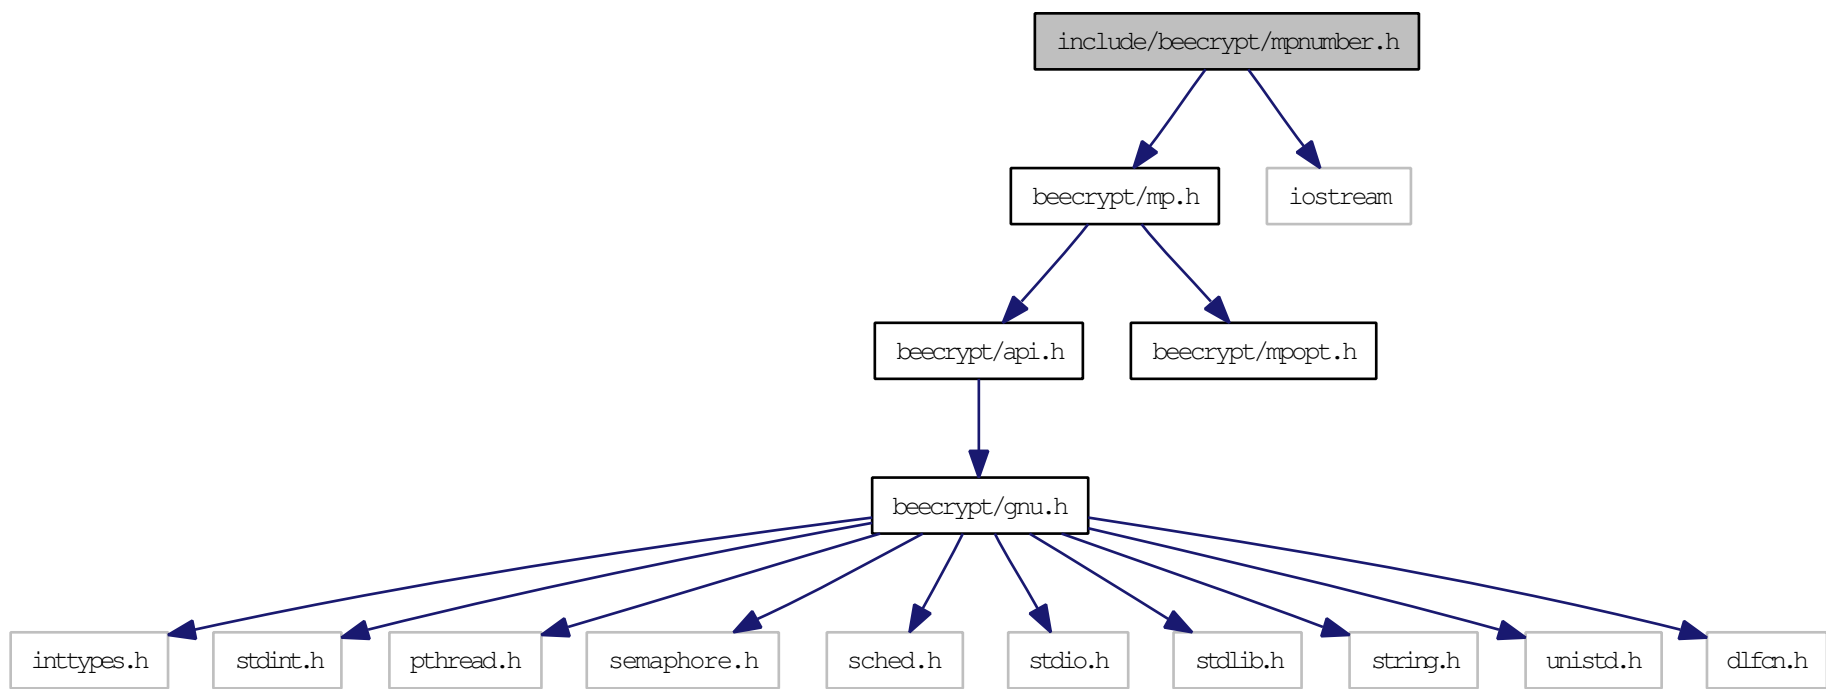 include/beecrypt/mpnumber.h
beecrypt/mp.h
iostream
beecrypt/api.h
beecrypt/mpopt.h
beecrypt/gnu.h
inttypes.h
stdint.h
pthread.h
semaphore.h
sched.h
stdio.h
stdlib.h
string.h
unistd.h
dlfcn.h